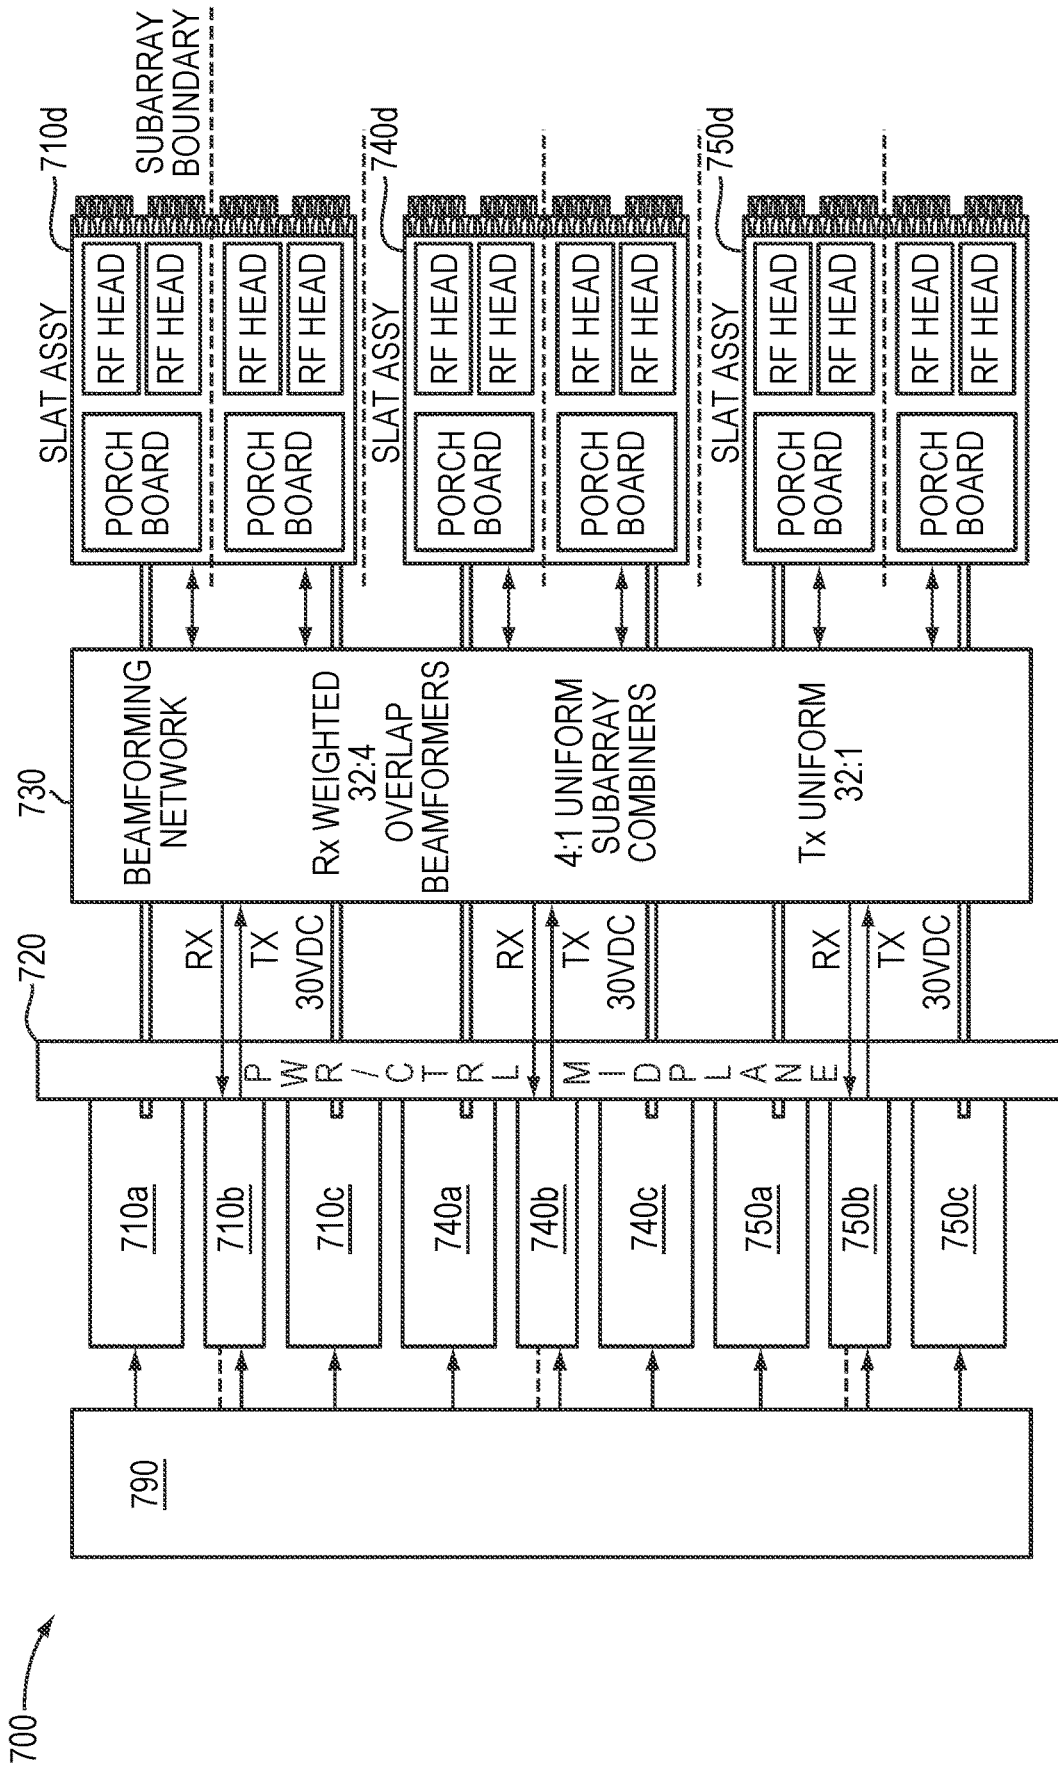 700
790
710a
710b
710c
740a
740b
740c
750a
750b
750c
720
PWR/CTRL MIDPLANE
RX
TX
30VDC
RX
TX
30VDC
RX
TX
30VDC
730
BEAMFORMING
NETWORK
Rx WEIGHTED
32:4
OVERLAP
BEAMFORMERS
4:1 UNIFORM
SUBARRAY
COMBINERS
Tx UNIFORM
32:1
SLAT ASSY
710d
PORCH
BOARD
RF HEAD
RF HEAD
PORCH
BOARD
RF HEAD
RF HEAD
SUBARRAY
BOUNDARY
SLAT ASSY
740d
PORCH
BOARD
RF HEAD
RF HEAD
PORCH
BOARD
RF HEAD
RF HEAD
SLAT ASSY
750d
PORCH
BOARD
RF HEAD
RF HEAD
PORCH
BOARD
RF HEAD
RF HEAD